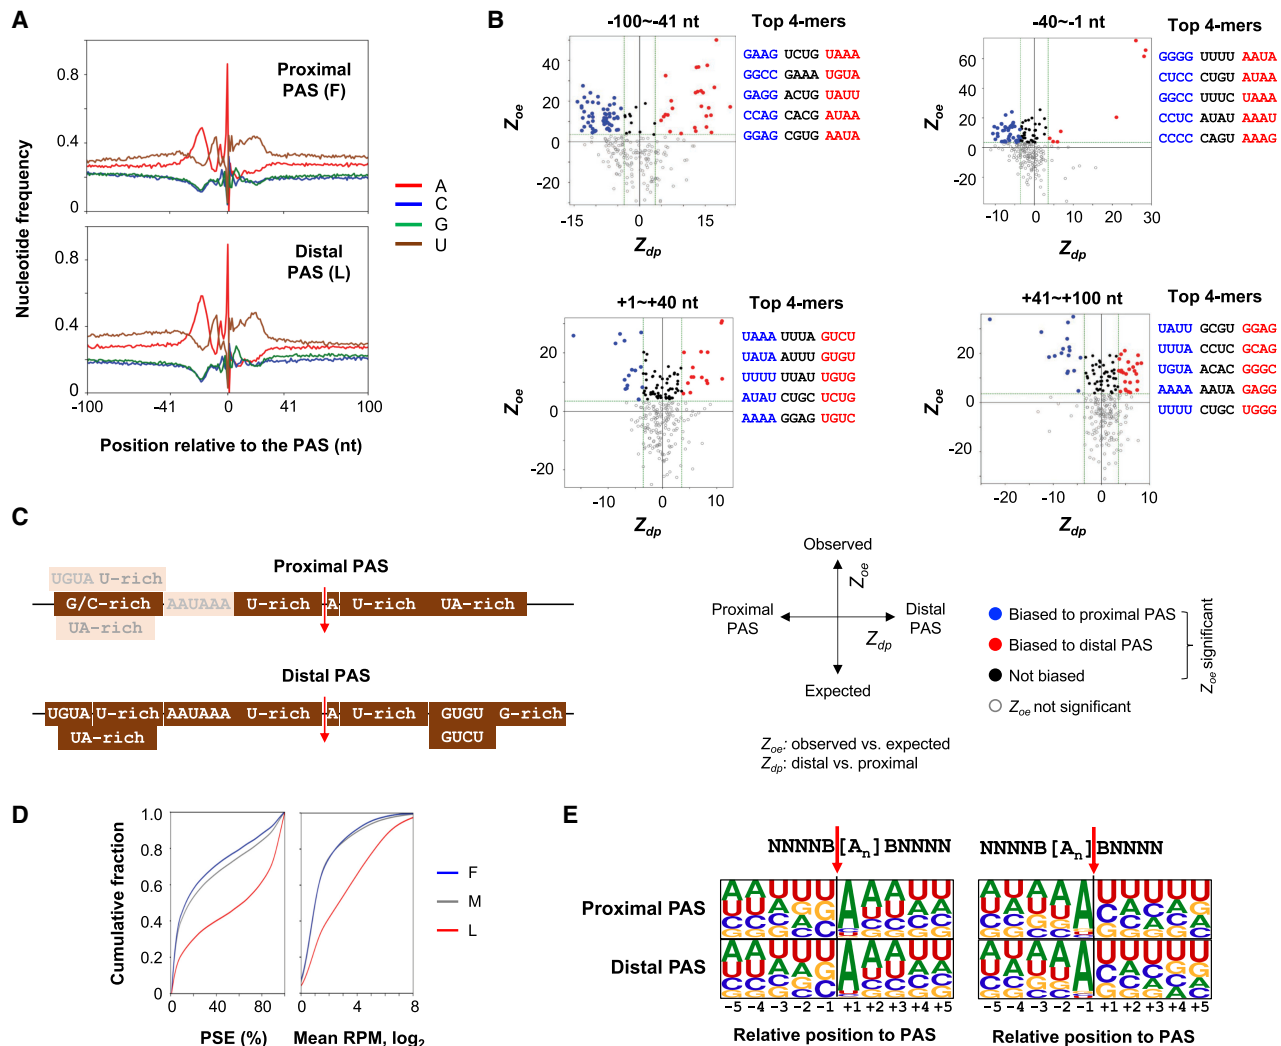 A
Proximal
PAS (F)
0.8
0.4
0
Distal
PAS (L)
0.8
0.4
0
-100
-41
0
41
100
Nucleotide frequency
Position relative to the PAS (nt)
A
C
G
U
B
-100~-41 nt
Top 4-mers
Zoe
40
20
0
-20
-15
0
15
Zdp
GAAG UCUG UAAA
GGCC GAAA UGUA
GAGG ACUG UAUU
CCAG CACG AUAA
GGAG CGUG AAUA
-40~-1 nt
Top 4-mers
Zoe
60
40
20
0
-20
-10
0
10
20
30
Zdp
GGGG UUUU AAUA
CUCC CUGU AUAA
GGCC UUUC UAAA
CCUC AUAU AAAU
CCCC CAGU AAAG
+1~+40 nt
Top 4-mers
Zoe
20
0
-20
-10
0
10
Zdp
UAAA UUUA GUCU
UAUA AUUU GUGU
UUUU UUAU UGUG
AUAU CUGC UCUG
AAAA GGAG UGUC
+41~+100 nt
Top 4-mers
Zoe
20
10
0
-20
-20
-10
0
10
Zdp
UAUU GCGU GGAG
UUUA CCUC GCAG
UGUA ACAC GGGC
AAAA AAUA GAGG
UUUU CUGC UGGG
Observed
Zoe
Proximal
PAS
Distal
PAS
Zdp
Expected
Zoe: observed vs. expected
Zdp: distal vs. proximal
Biased to proximal PAS
Biased to distal PAS
Not biased
Zoe not significant
Zoe significant
C
Proximal PAS
UGUA U-rich
G/C-rich AAUAAA U-rich A U-rich UA-rich
UA-rich
Distal PAS
UGUA U-rich AAUAAA U-rich A U-rich GUGU G-rich
UA-rich GUCU
D
Cumulative fraction
1.0
0.8
0.6
0.4
0.2
0
0
40
80
PSE (%)
0
4
8
Mean RPM, log2
F
M
L
E
NNNNB[An]BNNNN
NNNNB[An]BNNNN
Proximal PAS
Distal PAS
-5 -4 -3 -2 -1 +1 +2 +3 +4 +5
-5 -4 -3 -2 -1 +1 +2 +3 +4 +5
Relative position to PAS
Relative position to PAS